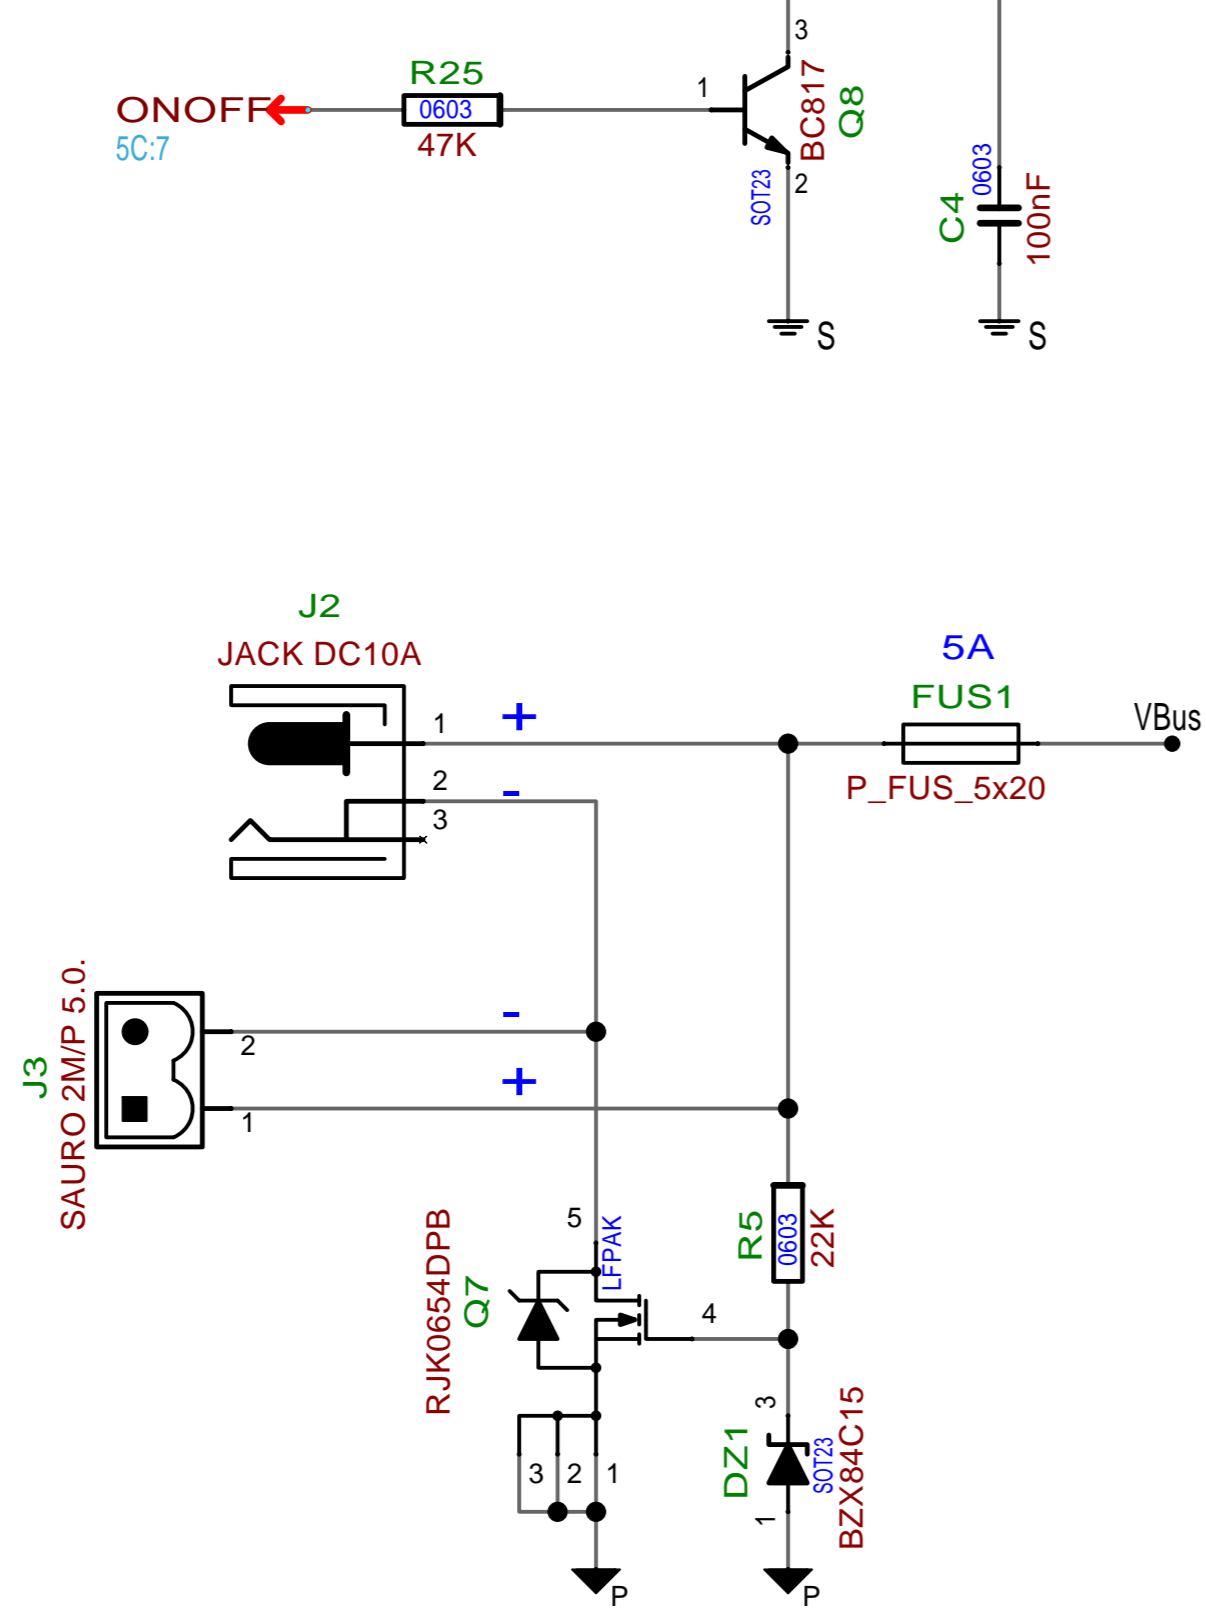 3
R25
1
ONOFF
0603
BC817
Q8
5C:7
47K
SOT23
2
C4
0603
100nF
S
S
J2
JACK DC10A
5A
FUS1
1
+
VBus
2
-
P_FUS_5x20
3
J3
SAURO 2M/P 5.0.
-
2
+
1
5
LFPAK
RJK0654DPB
Q7
R5
0603
22K
4
3
DZ1
SOT23
BZX84C15
3
2
1
1
P
P